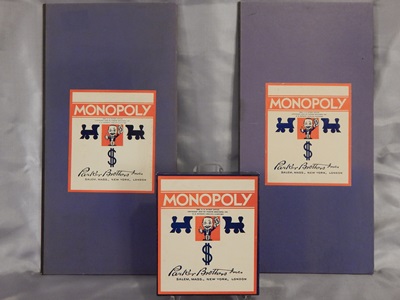 MONOPOLY
$
Parker Brothers Inc.
SALEM, MASS., NEW YORK, LONDON
MONOPOLY
$
Parker Brothers Inc.
SALEM, MASS., NEW YORK, LONDON
MONOPOLY
$
Parker Brothers Inc.
SALEM, MASS., NEW YORK, LONDON